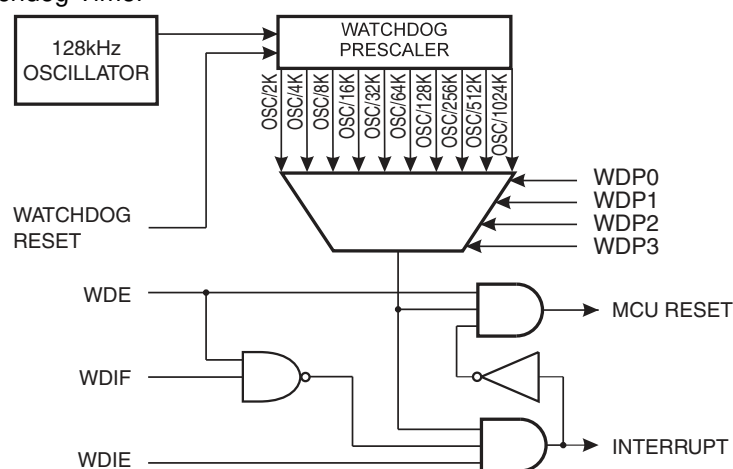 128kHz
OSCILLATOR
WATCHDOG
PRESCALER
OSC/2K
OSC/4K
OSC/8K
OSC/16K
OSC/32K
OSC/64K
OSC/128K
OSC/256K
OSC/512K
OSC/1024K
WATCHDOG
RESET
WDP0
WDP1
WDP2
WDP3
WDE
MCU RESET
WDIF
INTERRUPT
WDIE